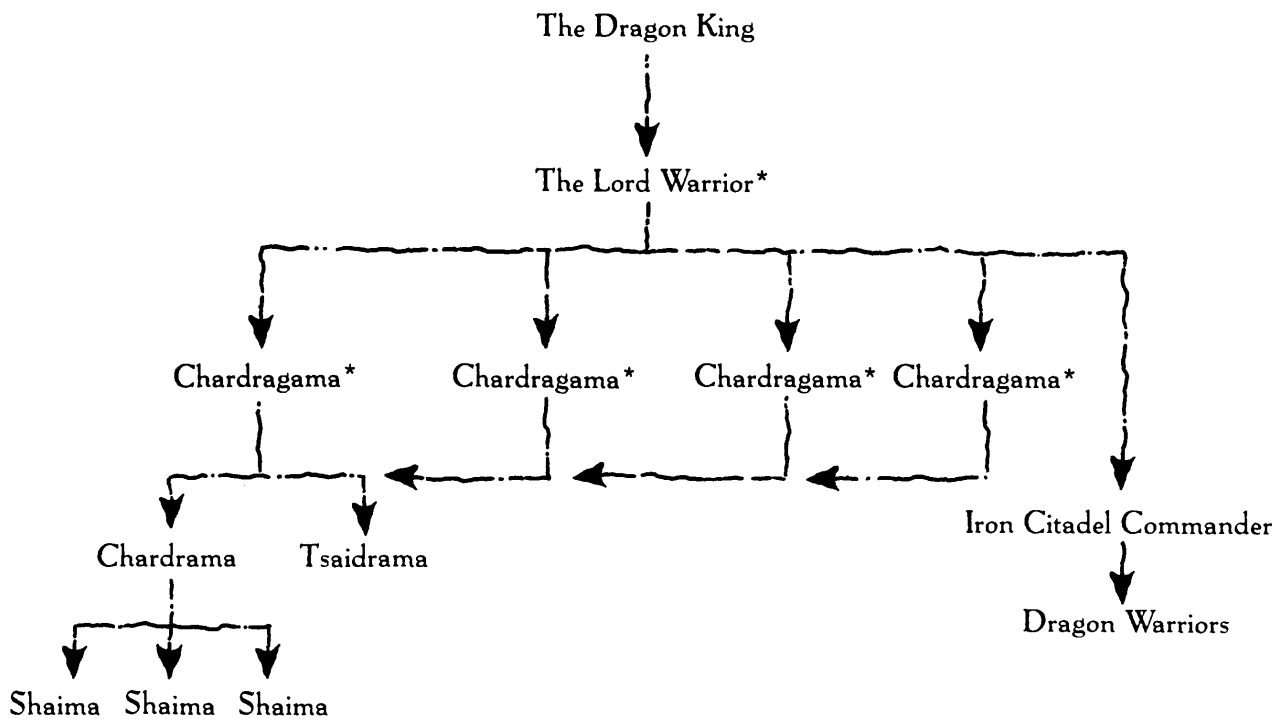 The Dragon King
The Lord Warrior*
Chardragama* Chardragama* Chardragama* Chardragama*
Iron Citadel Commander
Chardrama Tsaidrama
Dragon Warriors
Shaima Shaima Shaima